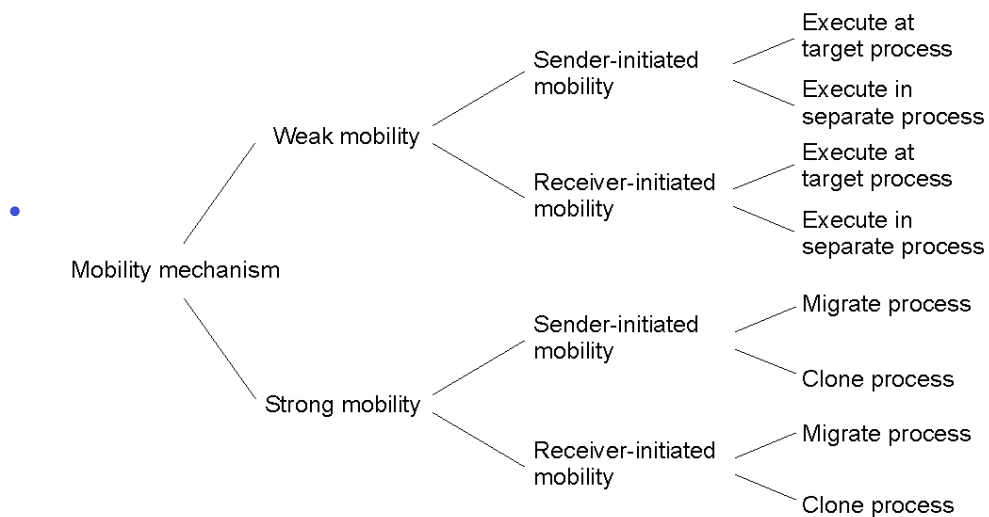 Execute at
target process
Sender-initiated
mobility
Execute in
separate process
Weak mobility
Execute at
target process
Receiver-initiated
mobility
Execute in
separate process
Mobility mechanism
Migrate process
Sender-initiated
mobility
Clone process
Strong mobility
Migrate process
Receiver-initiated
mobility
Clone process